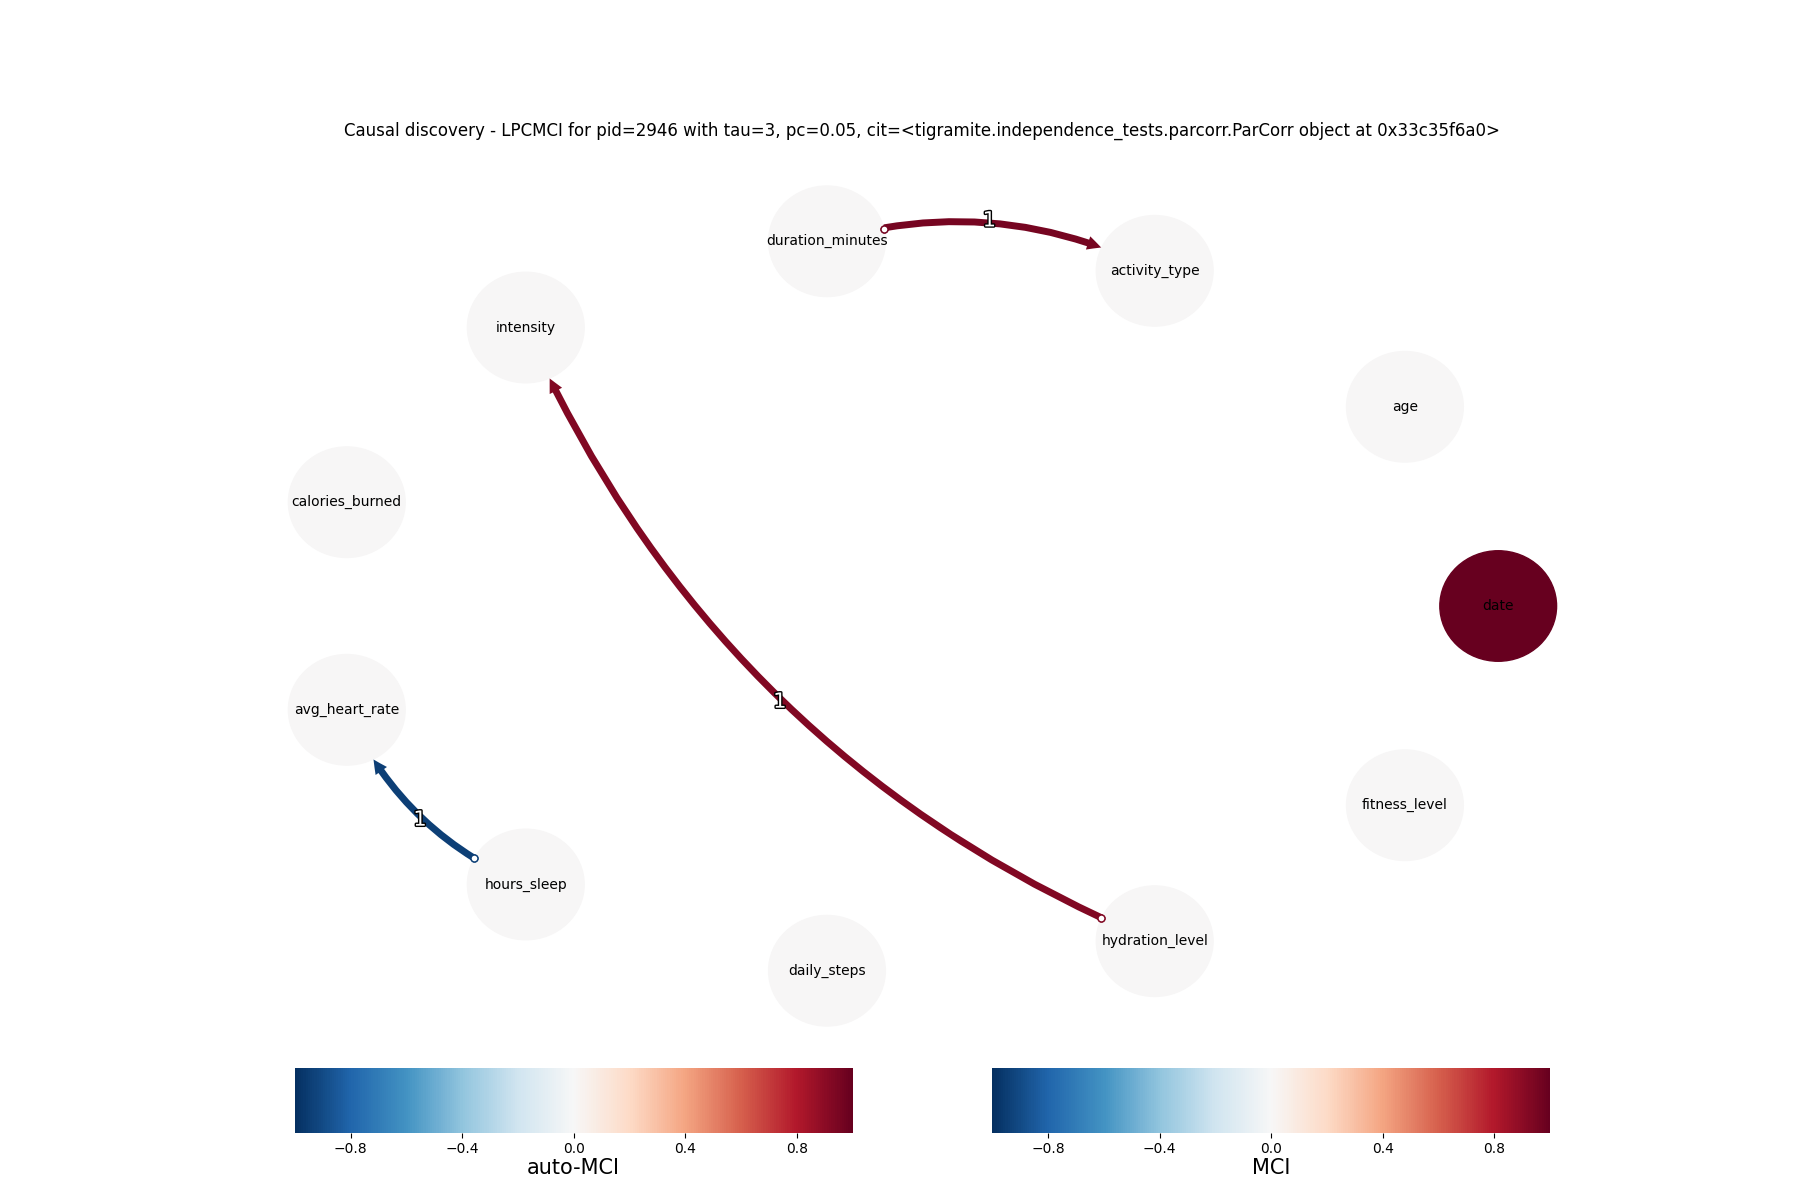 Causal discovery - LPCMCI for pid=2946 with tau=3, pc=0.05, cit=<tigramite.independence_tests.parcorr.ParCorr object at 0x33c35f6a0>
1
duration_minutes
activity_type
intensity
age
calories_burned
date
1
avg_heart_rate
fitness_level
1
hours_sleep
hydration_level
daily_steps
−0.8 −0.4 0.0 0.4 0.8
auto-MCI
−0.8 −0.4 0.0 0.4 0.8
MCI